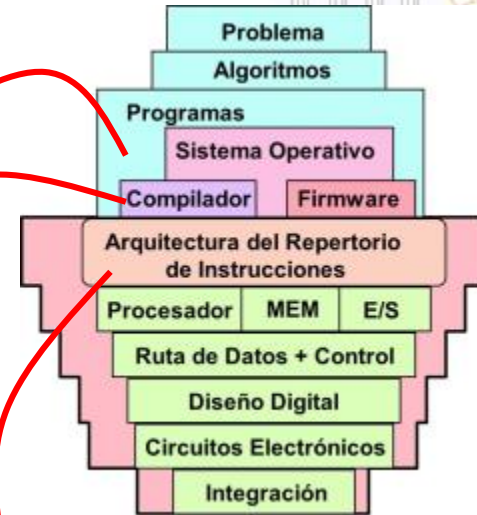 Problema
Algoritmos
Programas
Sistema Operativo
Compilador Firmware
Arquitectura del Repertorio
de Instrucciones
Procesador MEM E/S
Ruta de Datos + Control
Diseño Digital
Circuitos Electrónicos
Integración